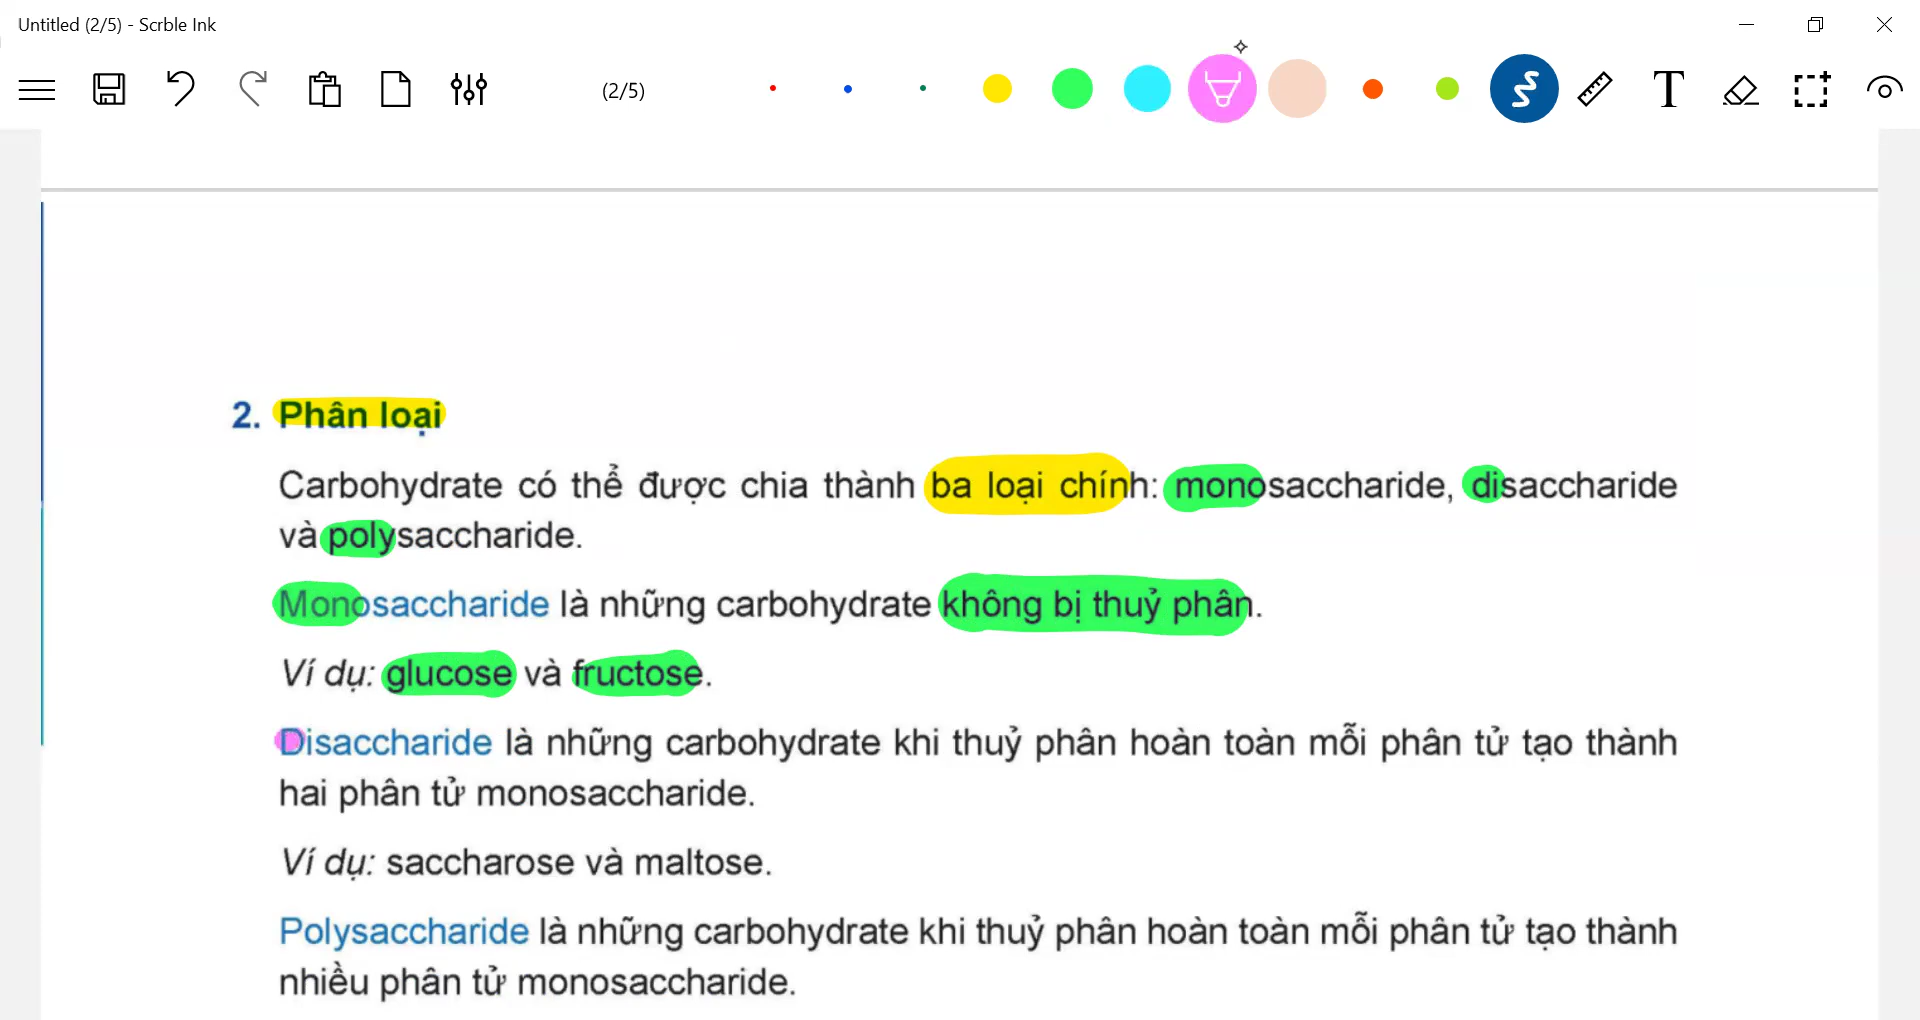 Untitled (2/5) - Scrble Ink
(2/5)
T
2. Phân loại
Carbohydrate có thể được chia thành ba loại chính: monosaccharide, disaccharide
và polysaccharide.
Monosaccharide là những carbohydrate không bị thuỷ phân.
Ví dụ: glucose và fructose.
Disaccharide là những carbohydrate khi thuỷ phân hoàn toàn mỗi phân tử tạo thành
hai phân tử monosaccharide.
Ví dụ: saccharose và maltose.
Polysaccharide là những carbohydrate khi thuỷ phân hoàn toàn mỗi phân tử tạo thành
nhiều phân tử monosaccharide.